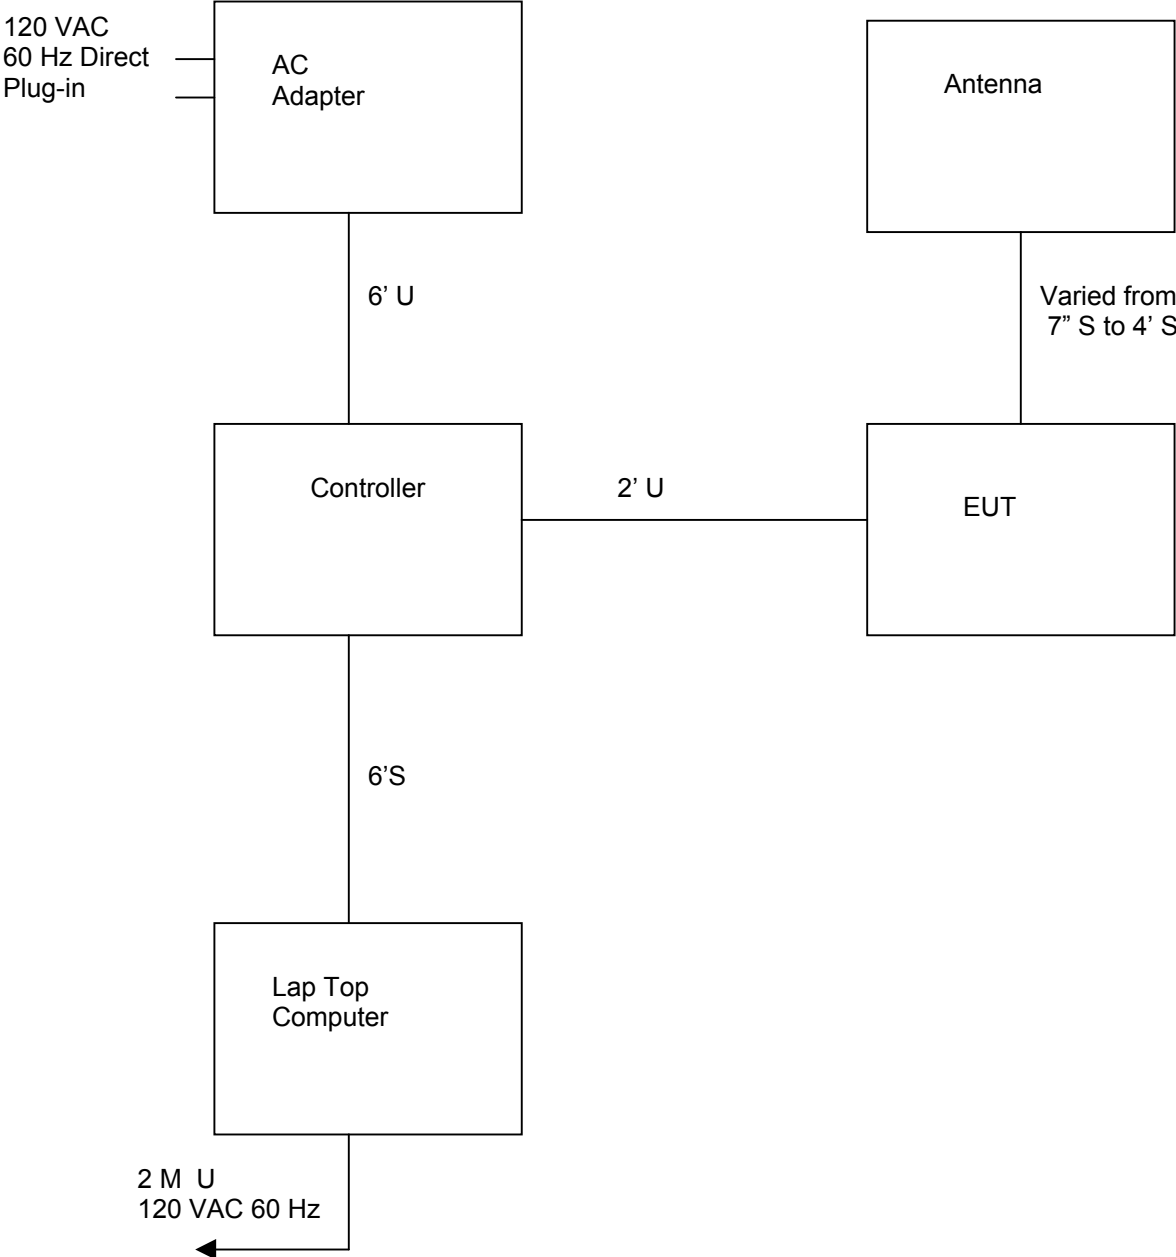 120 VAC
60 Hz Direct
Plug-in
AC
Adapter
Antenna
6’ U
Varied from
7” S to 4’ S
Controller
2’ U
EUT
6’S
Lap Top
Computer
2 M  U
120 VAC 60 Hz